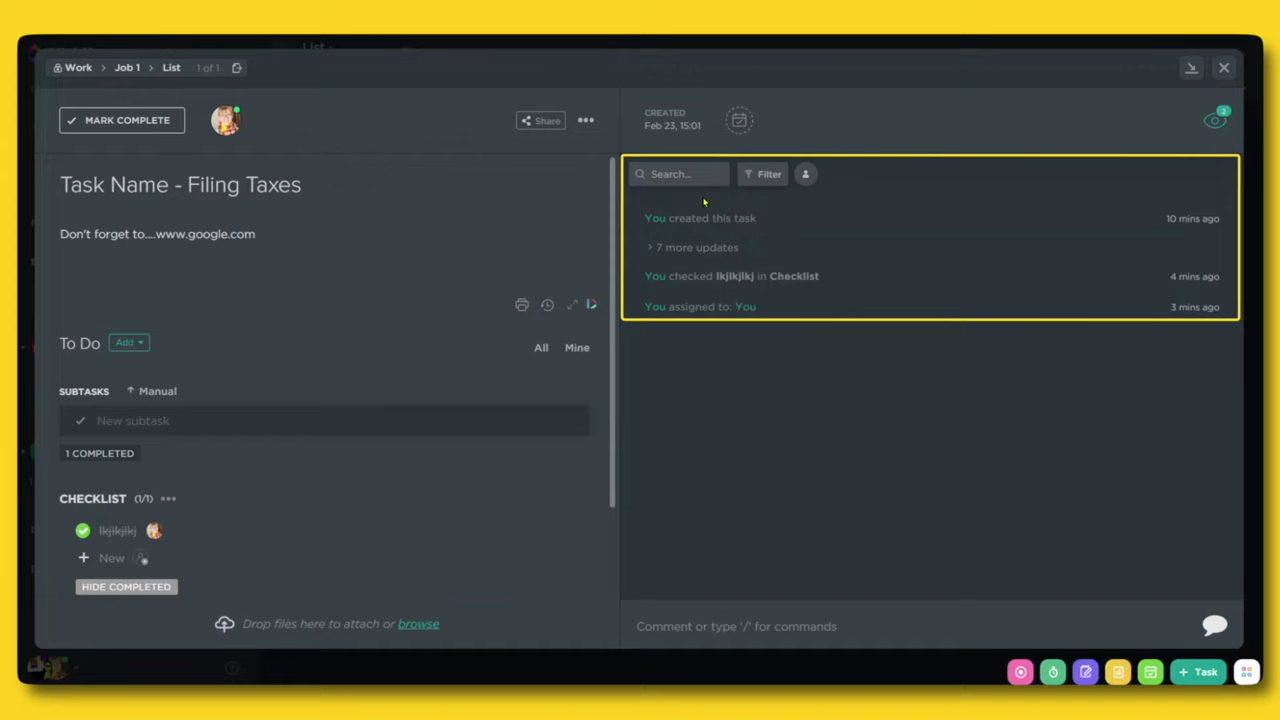 List
Work > Job 1 > List 1 of 1
MARK COMPLETE
Share
Task Name - Filing Taxes
Don't forget to....www.google.com
To Do Add
All Mine
SUBTASKS Manual
New subtask
1 COMPLETED
CHECKLIST (1/1)
lkjlkjlkj
+ New
HIDE COMPLETED
Drop files here to attach or browse
CREATED
Feb 23, 15:01
2
Search... Filter
You created this task 10 mins ago
> 7 more updates
You checked lkjlkjlkj in Checklist 4 mins ago
You assigned to: You 3 mins ago
Comment or type '/' for commands
+ Task